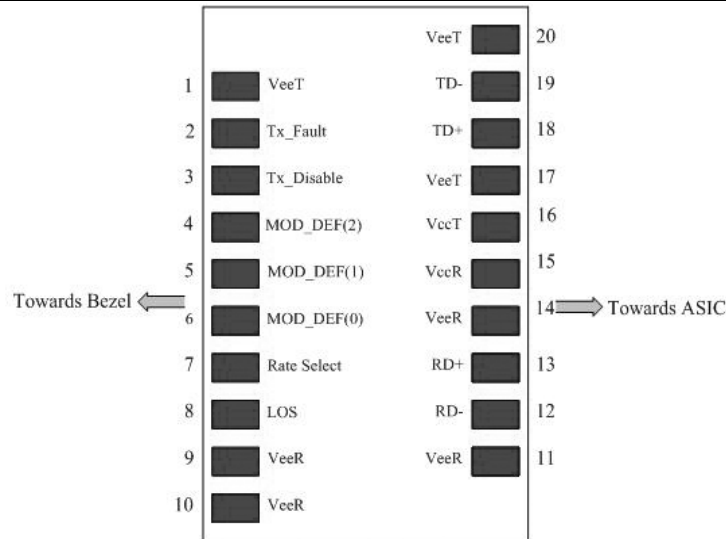 VeeT 20
1 VeeT TD- 19
2 Tx_Fault TD+ 18
3 Tx_Disable VeeT 17
4 MOD_DEF(2) VccT 16
5 MOD_DEF(1) VccR 15
Towards Bezel
14 Towards ASIC
6 MOD_DEF(0) VeeR
7 Rate Select RD+ 13
8 LOS RD- 12
9 VeeR VeeR 11
10 VeeR